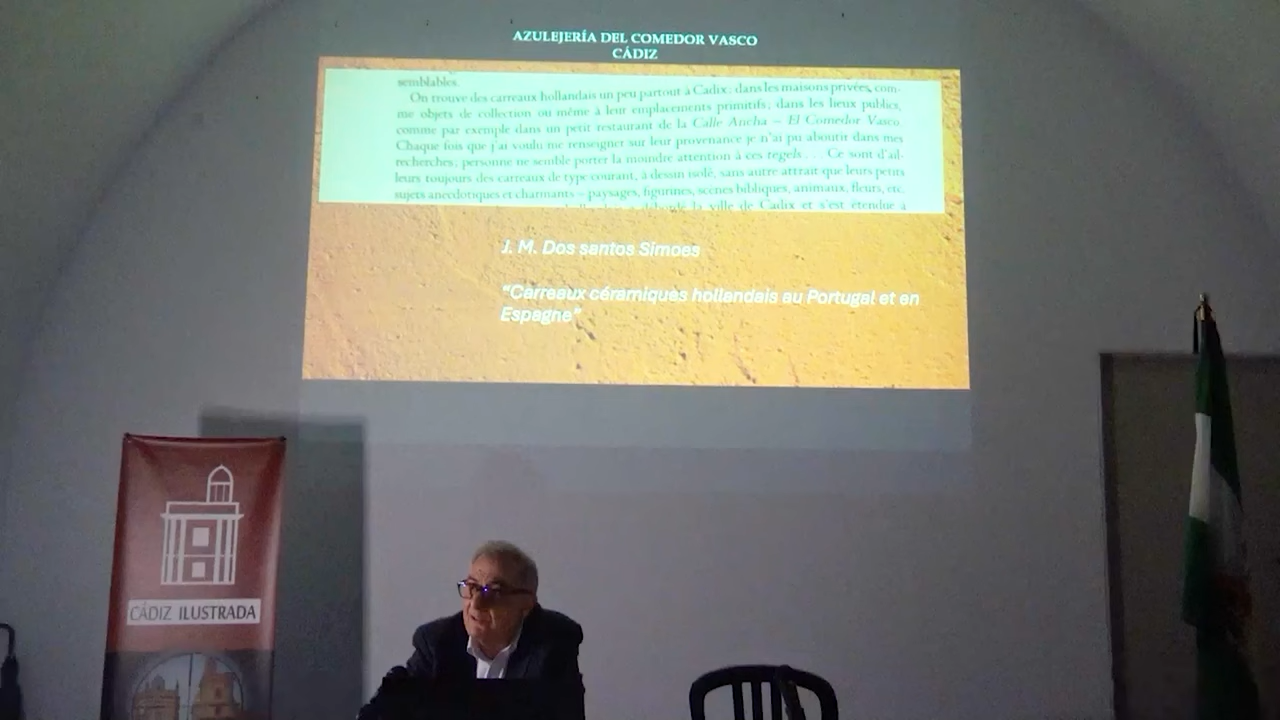 AZULEJERÍA DEL COMEDOR VASCO
CÁDIZ
semblables.
On trouve des carreaux hollandais un peu partout à Cadix: dans les maisons privées, com-
me objets de collection ou même à leur emplacements primitifs; dans les lieux publics,
comme par exemple dans un petit restaurant de la Calle Ancha – El Comedor Vasco.
Chaque fois que j'ai voulu me renseigner sur leur provenance je n'ai pu aboutir dans mes
recherches; personne ne semble porter la moindre attention à ces regels . . . Ce sont d'ail-
leurs toujours des carreaux de type courant, à dessin isolé, sans autre attrait que leurs petits
sujets anecdotiques et charmants – paysages, figurines, scènes bibliques, animaux, fleurs, etc.
la ville de Cadix et s'est étendue a
J. M. Dos santos Simoes
“Carreaux céramiques hollandais au Portugal et en
Espagne”
CÁDIZ ILUSTRADA